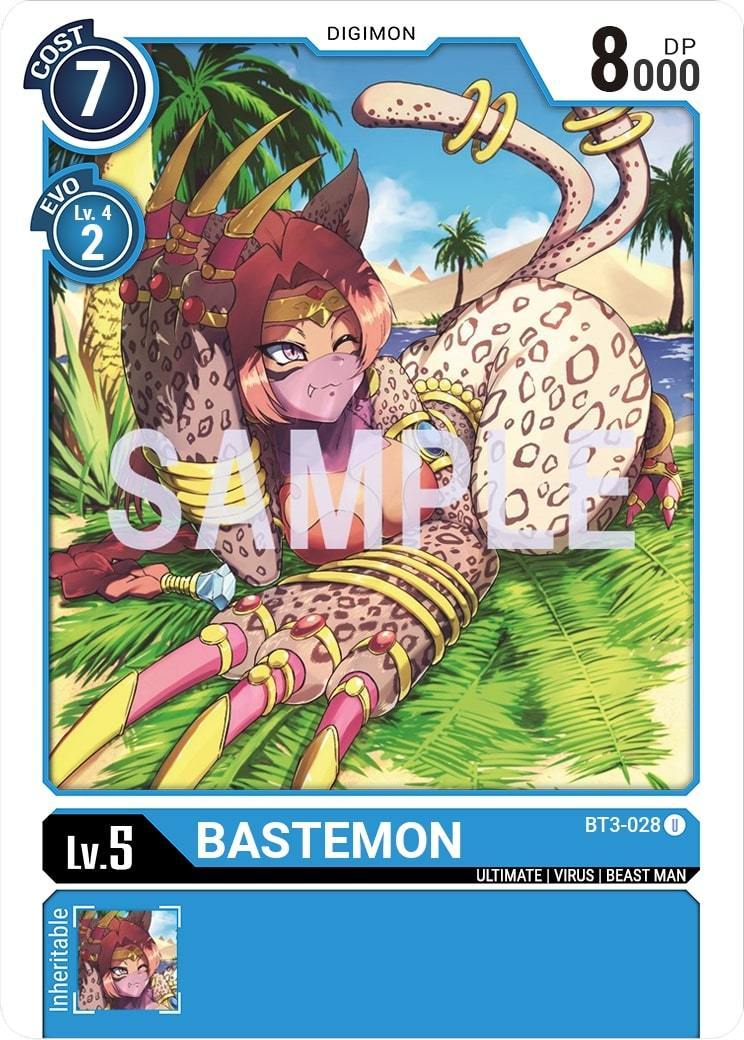 DIGIMON
COST
7
8000
DP
EVO
Lv. 4
2
SAMPLE
Lv.5
BASTEMON
BT3-028 U
ULTIMATE | VIRUS | BEAST MAN
Inheritable